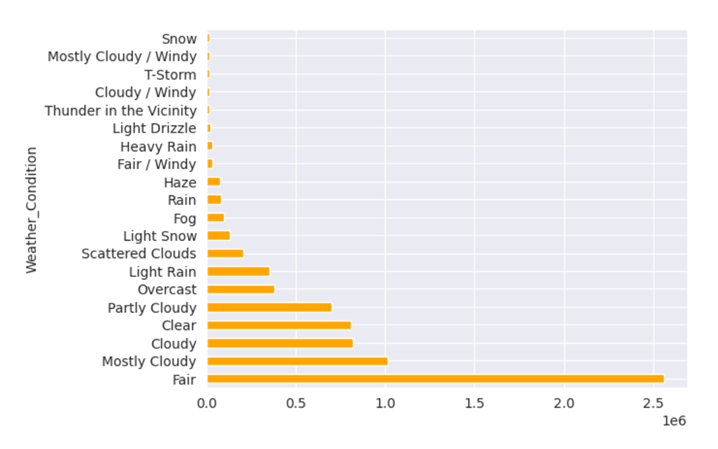 Snow
Mostly Cloudy / Windy
T-Storm
Cloudy / Windy
Thunder in the Vicinity
Light Drizzle
Heavy Rain
Fair / Windy
Haze
Rain
Fog
Light Snow
Scattered Clouds
Light Rain
Overcast
Partly Cloudy
Clear
Cloudy
Mostly Cloudy
Fair
Weather_Condition
0.0 0.5 1.0 1.5 2.0 2.5
1e6